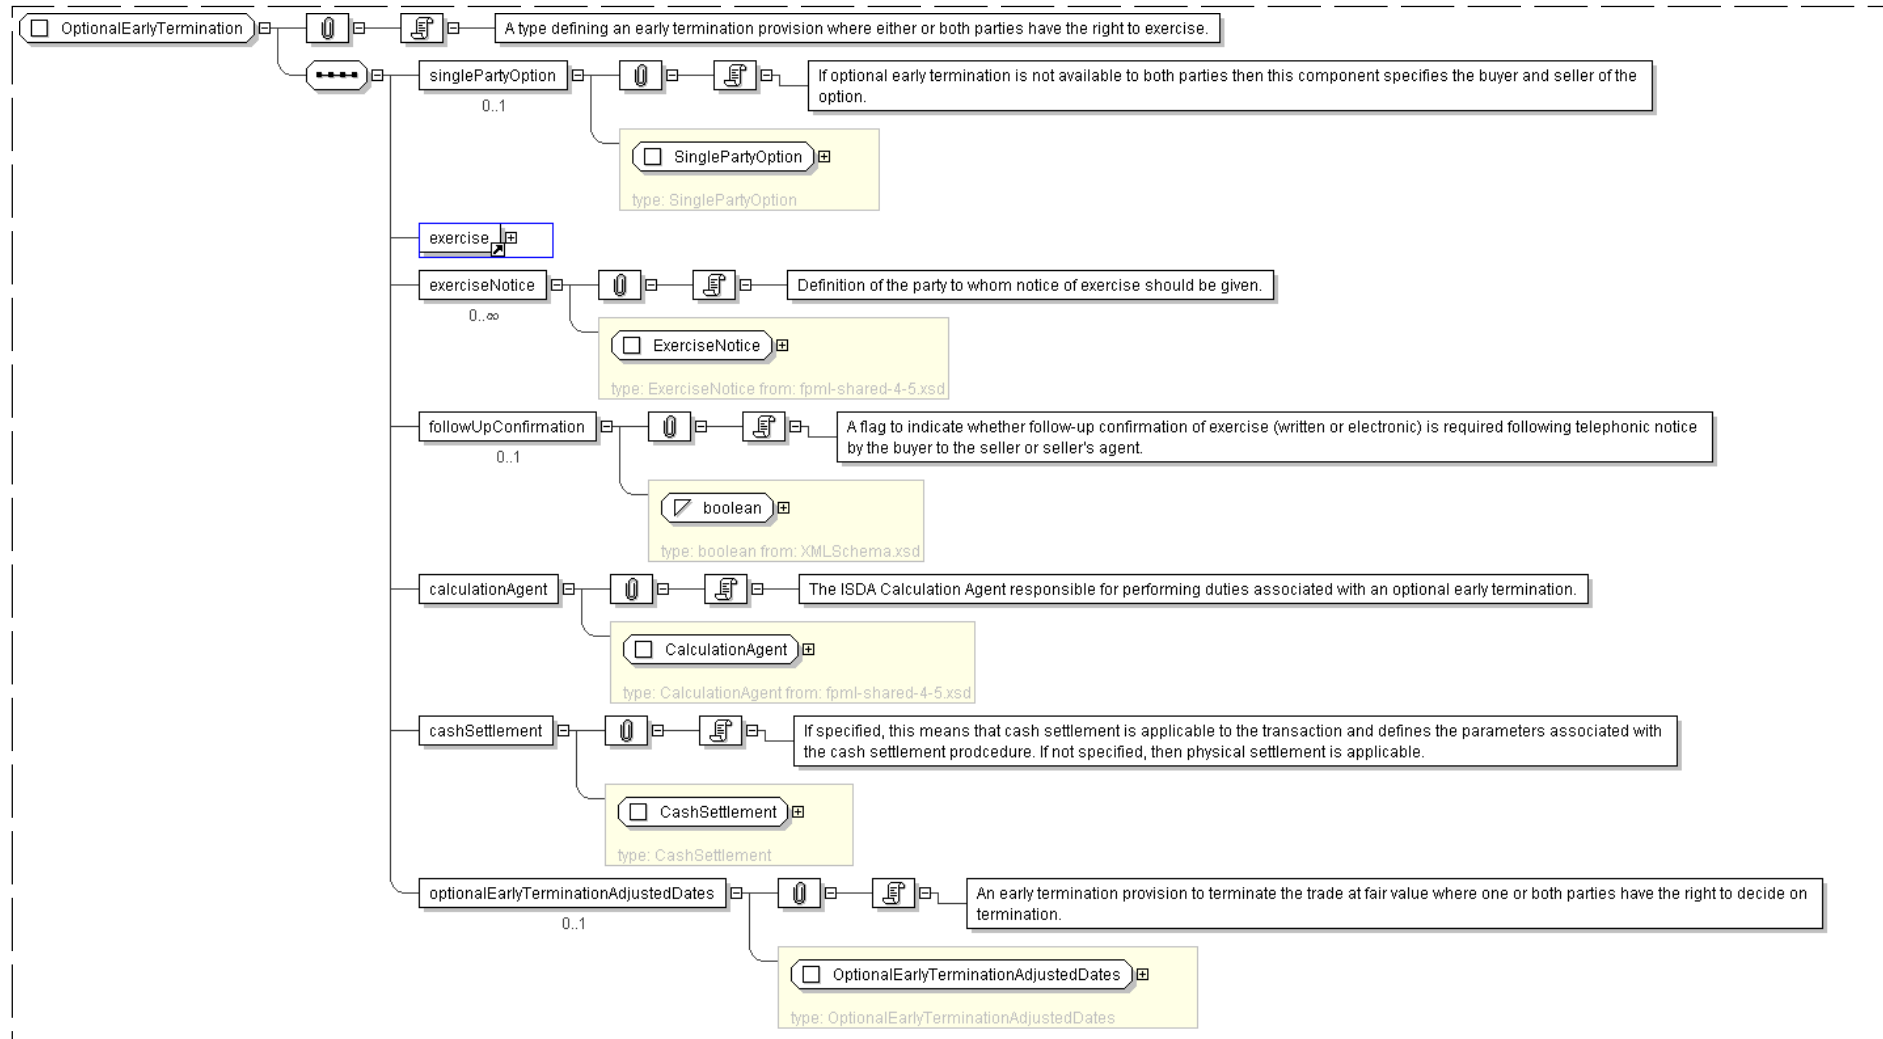 OptionalEarlyTermination
A type defining an early termination provision where either or both parties have the right to exercise.
singlePartyOption
0..1
If optional early termination is not available to both parties then this component specifies the buyer and seller of the
option.
SinglePartyOption
type: SinglePartyOption
exercise
exerciseNotice
0..∞
Definition of the party to whom notice of exercise should be given.
ExerciseNotice
type: ExerciseNotice from: fpml-shared-4-5.xsd
followUpConfirmation
0..1
A flag to indicate whether follow-up confirmation of exercise (written or electronic) is required following telephonic notice
by the buyer to the seller or seller's agent.
boolean
type: boolean from: XMLSchema.xsd
calculationAgent
The ISDA Calculation Agent responsible for performing duties associated with an optional early termination.
CalculationAgent
type: CalculationAgent from: fpml-shared-4-5.xsd
cashSettlement
If specified, this means that cash settlement is applicable to the transaction and defines the parameters associated with
the cash settlement prodcedure. If not specified, then physical settlement is applicable.
CashSettlement
type: CashSettlement
optionalEarlyTerminationAdjustedDates
0..1
An early termination provision to terminate the trade at fair value where one or both parties have the right to decide on
termination.
OptionalEarlyTerminationAdjustedDates
type: OptionalEarlyTerminationAdjustedDates